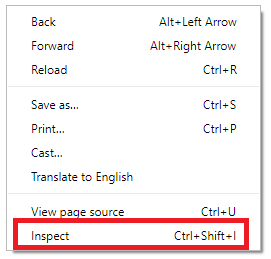 Back Alt+Left Arrow
Forward Alt+Right Arrow
Reload Ctrl+R
Save as... Ctrl+S
Print... Ctrl+P
Cast...
Translate to English
View page source Ctrl+U
Inspect Ctrl+Shift+I